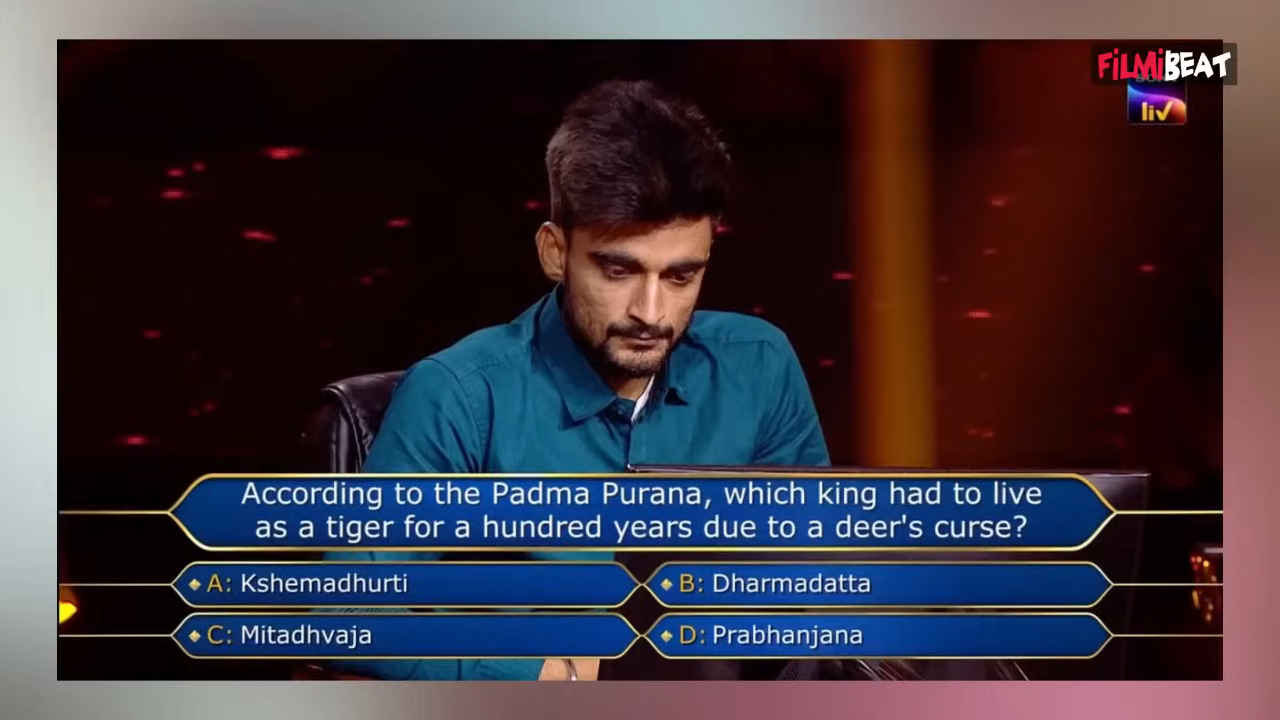 FiLMiBEAT
liv
According to the Padma Purana, which king had to live
as a tiger for a hundred years due to a deer's curse?
A: Kshemadhurti
B: Dharmadatta
C: Mitadhvaja
D: Prabhanjana